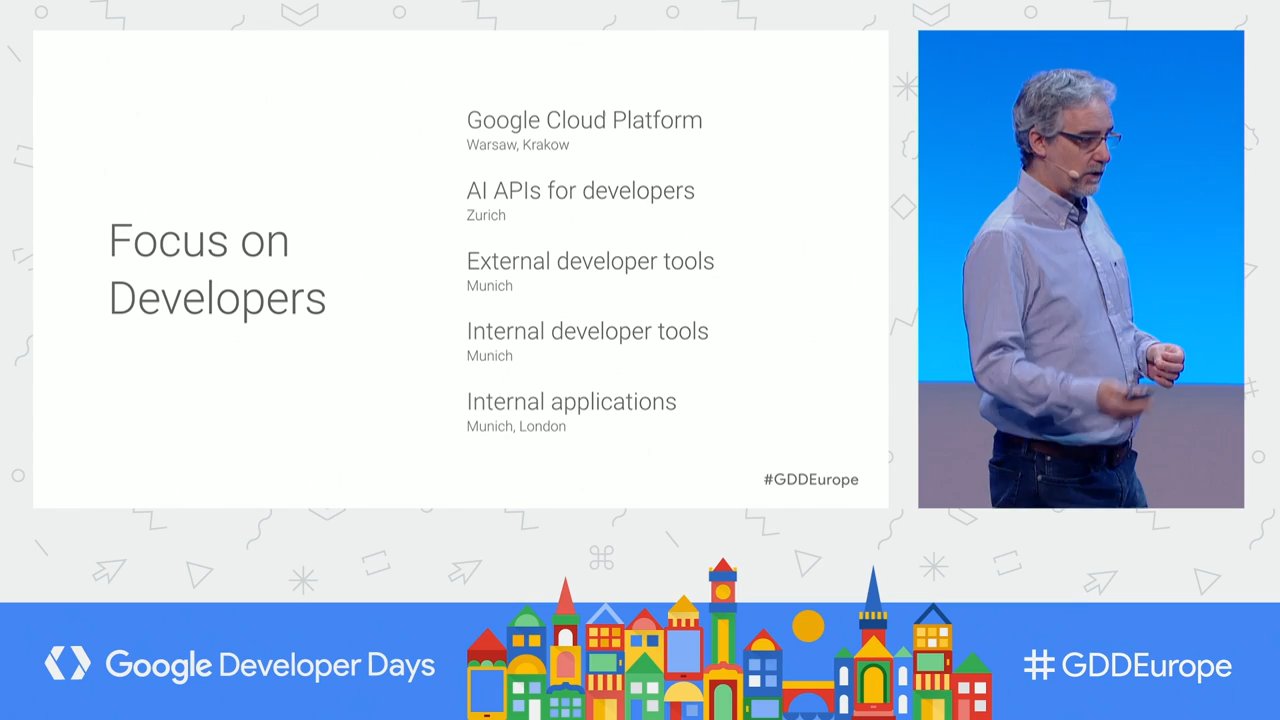 Focus on
Developers
Google Cloud Platform
Warsaw, Krakow
AI APIs for developers
Zurich
External developer tools
Munich
Internal developer tools
Munich
Internal applications
Munich, London
#GDDEurope
Google Developer Days
#GDDEurope